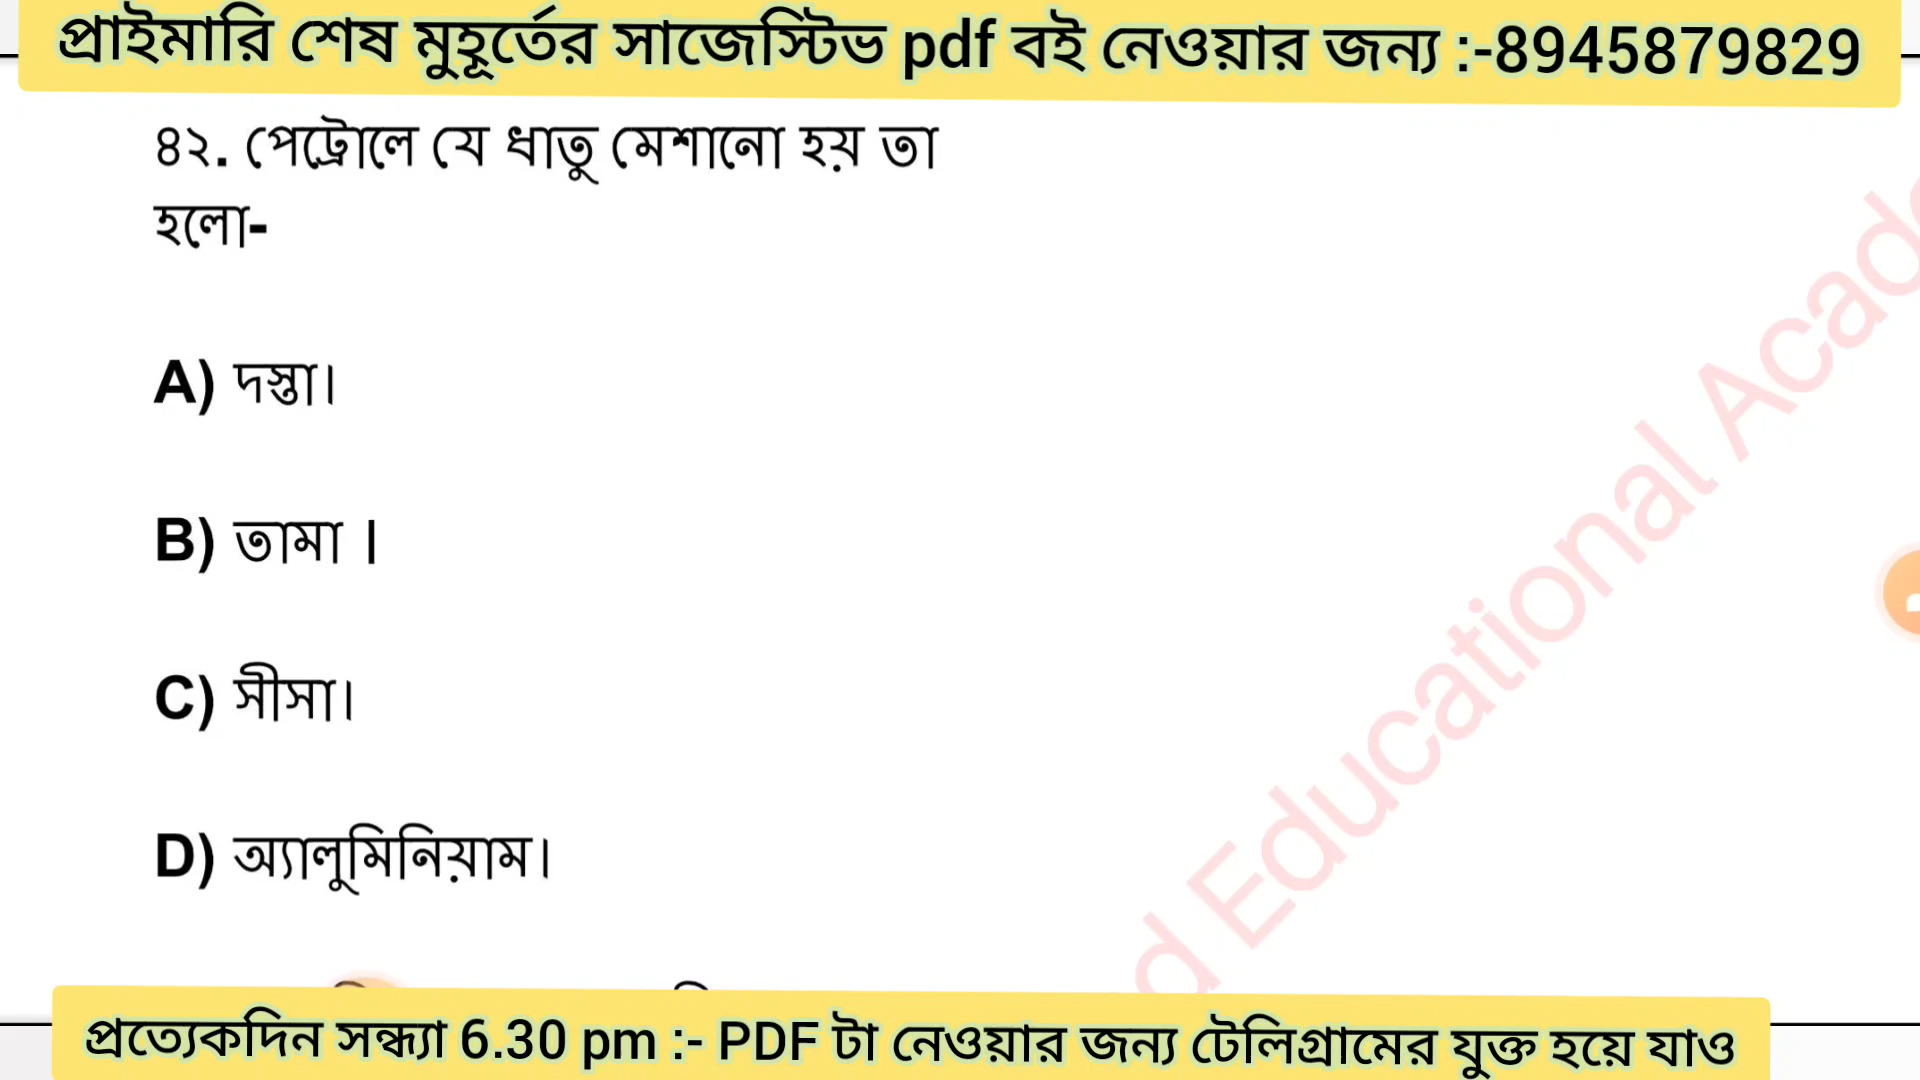 প্রাইমারি শেষ মুহূর্তের সাজেস্টিভ pdf বই নেওয়ার জন্য :-8945879829
৪২. পেট্রোলে যে ধাতু মেশানো হয় তা
হলো-
A) দস্তা।
B) তামা ।
C) সীসা।
D) অ্যালুমিনিয়াম।
Educational
প্রত্যেকদিন সন্ধ্যা 6.30 pm :- PDF টা নেওয়ার জন্য টেলিগ্রামের যুক্ত হয়ে যাও